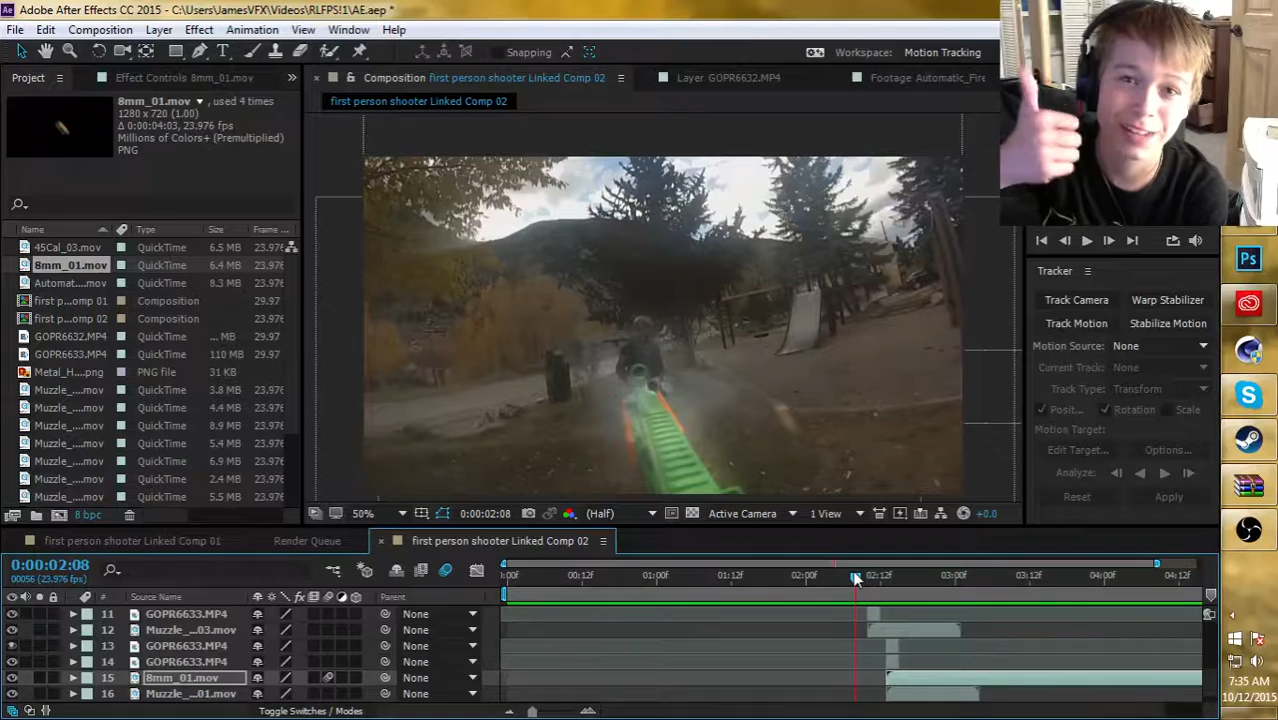 Adobe After Effects CC 2015 - C:\Users\JamesVFX\Videos\RLFPS!1\AE.aep *
File Edit Composition Layer Effect Animation View Window Help
Snapping
Workspace: Motion Tracking
Project
Effect Controls 8mm_01.mov
Composition first person shooter Linked Comp 02
Layer GOPR6632.MP4
Footage Automatic_Fire
first person shooter Linked Comp 02
8mm_01.mov ▼, used 4 times
1280 x 720 (1.00)
Δ 0:00:04:03, 23.976 fps
Millions of Colors+ (Premultiplied)
PNG
Name Type Size Frame ...
45Cal_03.mov QuickTime 6.5 MB 23.976
8mm_01.mov QuickTime 6.4 MB 23.976
Automat....mov QuickTime 8.3 MB 23.976
first p...omp 01 Composition 29.97
first p...omp 02 Composition 29.97
GOPR6632.MP4 QuickTime ... MB 29.97
GOPR6633.MP4 QuickTime 110 MB 29.97
Metal_H....png PNG file 31 KB
Muzzle_....mov QuickTime 3.8 MB 23.976
Muzzle_....mov QuickTime 4.4 MB 23.976
Muzzle_....mov QuickTime 8.9 MB 23.976
Muzzle_....mov QuickTime 5.4 MB 23.976
Muzzle_....mov QuickTime 6.9 MB 23.976
Muzzle_....mov QuickTime 2.4 MB 23.976
Muzzle_....mov QuickTime 5.5 MB 23.976
8 bpc
50% 0:00:02:08 (Half) Active Camera 1 View +0.0
Tracker
Track Camera Warp Stabilizer
Track Motion Stabilize Motion
Motion Source: None
Current Track: None
Track Type: Transform
Posit... Rotation Scale
Motion Target:
Edit Target... Options...
Analyze:
Reset Apply
Ps
first person shooter Linked Comp 01
Render Queue
first person shooter Linked Comp 02
0:00:02:08
00056 (23.976 fps)
:00f 00:12f 01:00f 01:12f 02:00f 02:12f 03:00f 03:12f 04:00f 04:12f
# Source Name fx Parent
11 GOPR6633.MP4 None
12 Muzzle_...03.mov None
13 GOPR6633.MP4 None
14 GOPR6633.MP4 None
15 8mm_01.mov None
16 Muzzle_...01.mov None
Toggle Switches / Modes
7:35 AM
10/12/2015